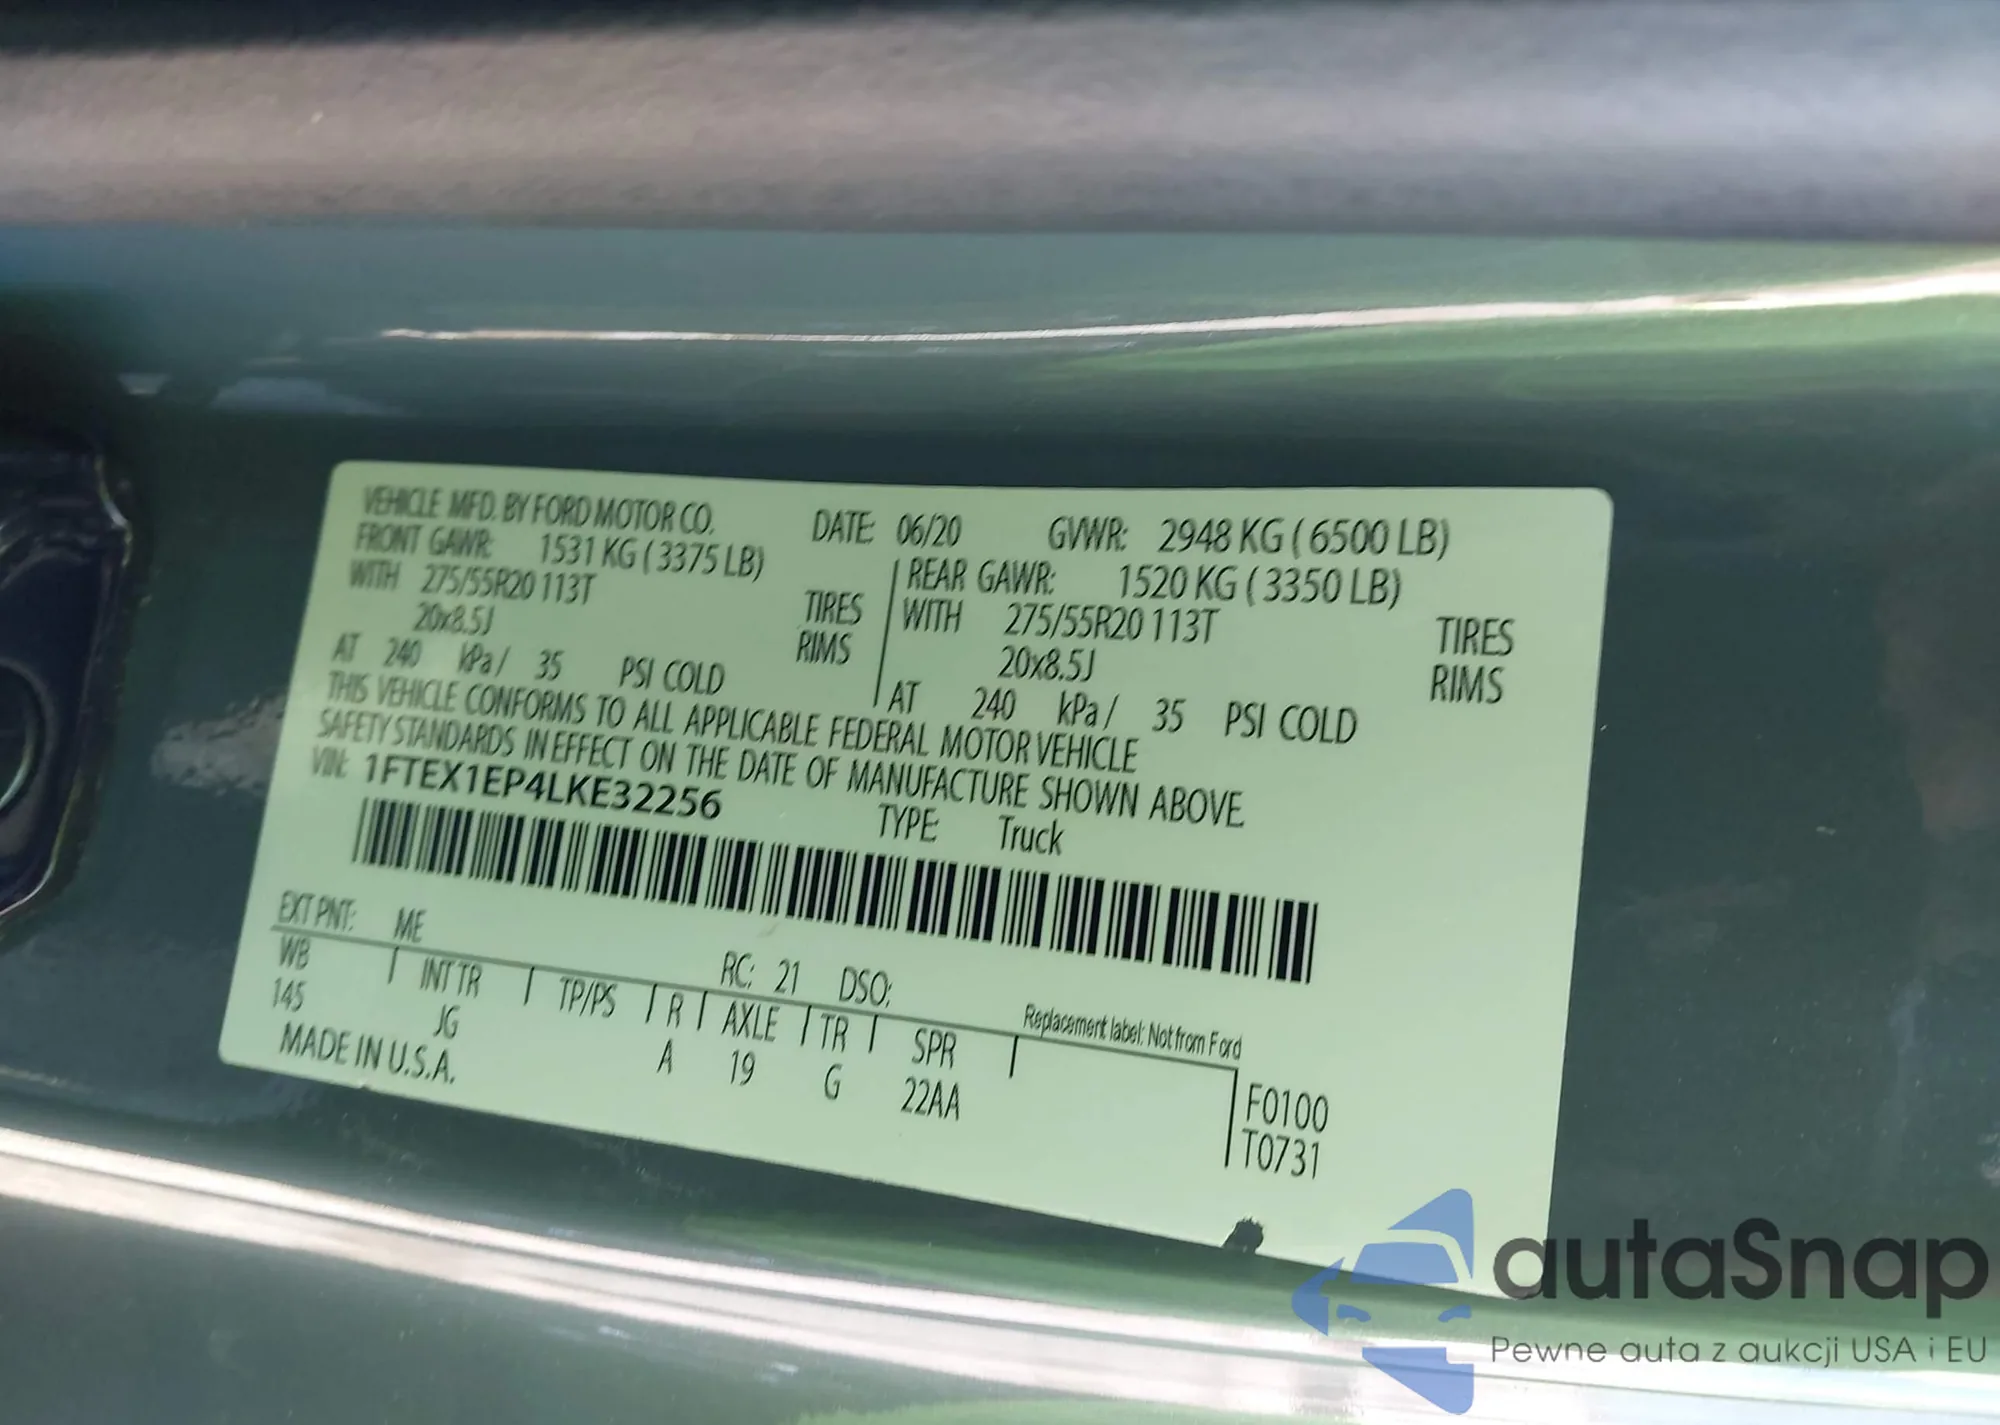 VEHICLE MFD. BY FORD MOTOR CO. DATE: 06/20 GVWR: 2948 KG ( 6500 LB)
FRONT GAWR: 1531 KG ( 3375 LB) REAR GAWR: 1520 KG ( 3350 LB)
WITH 275/55R20 113T TIRES WITH 275/55R20 113T TIRES
20x8.5J RIMS 20x8.5J RIMS
AT 240 kPa/ 35 PSI COLD AT 240 kPa/ 35 PSI COLD
THIS VEHICLE CONFORMS TO ALL APPLICABLE FEDERAL MOTOR VEHICLE
SAFETY STANDARDS IN EFFECT ON THE DATE OF MANUFACTURE SHOWN ABOVE.
VIN: 1FTEX1EP4LKE32256 TYPE: Truck
EXT PNT: ME RC: 21 DSO:
WB INT TR TP/PS R AXLE TR SPR Replacement label: Not from Ford
145 JG A 19 G 22AA F0100
MADE IN U.S.A. T0731
autaSnap
Pewne auta z aukcji USA i EU